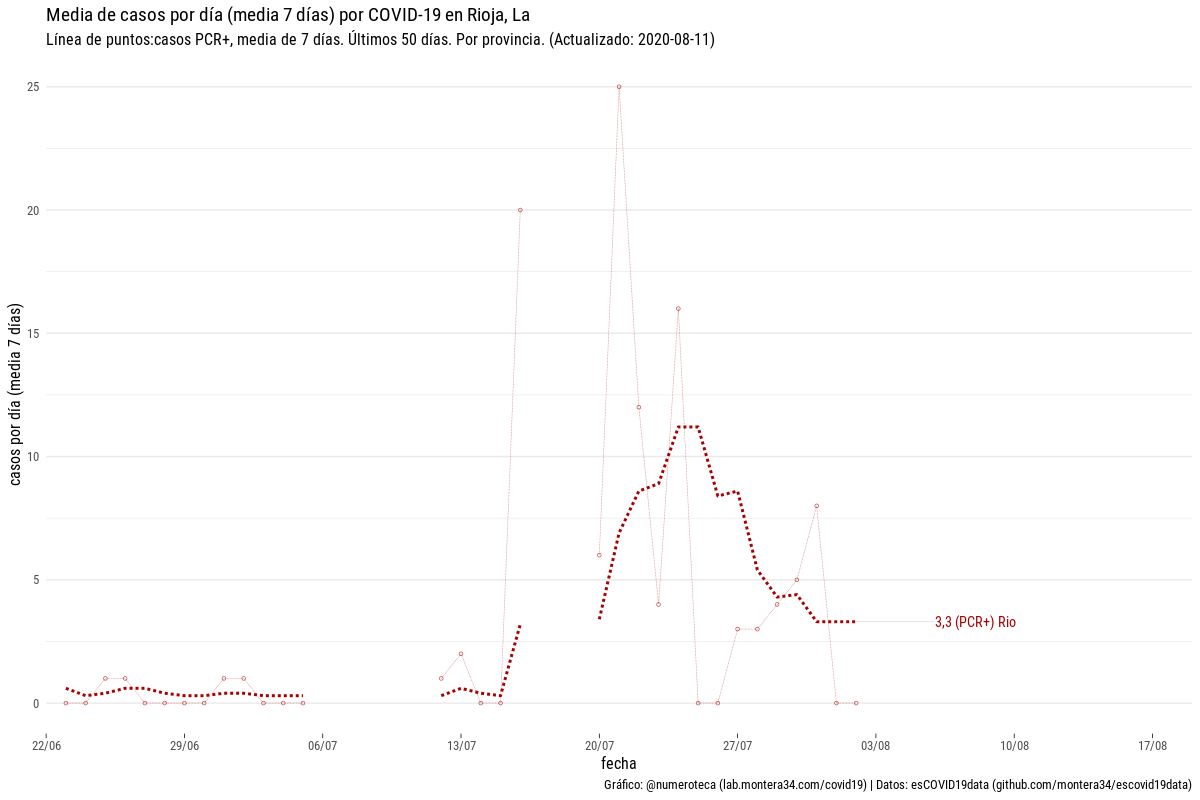 Media de casos por día (media 7 días) por COVID-19 en Rioja, La
Línea de puntos:casos PCR+, media de 7 días. Últimos 50 días. Por provincia. (Actualizado: 2020-08-11)
casos por día (media 7 días)
25
20
15
10
5
0
3,3 (PCR+) Rio
22/06
29/06
06/07
13/07
20/07
27/07
03/08
10/08
17/08
fecha
Gráfico: @numeroteca (lab.montera34.com/covid19) | Datos: esCOVID19data (github.com/montera34/escovid19data)